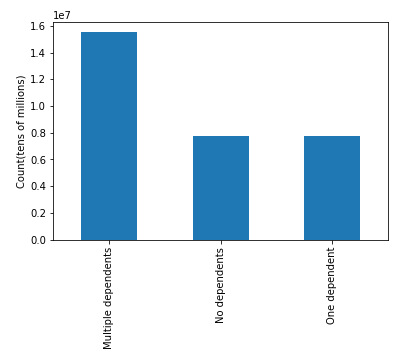 1e7
1.6
1.4
1.2
1.0
0.8
0.6
0.4
0.2
0.0
Count(tens of millions)
Multiple dependents
No dependents
One dependent